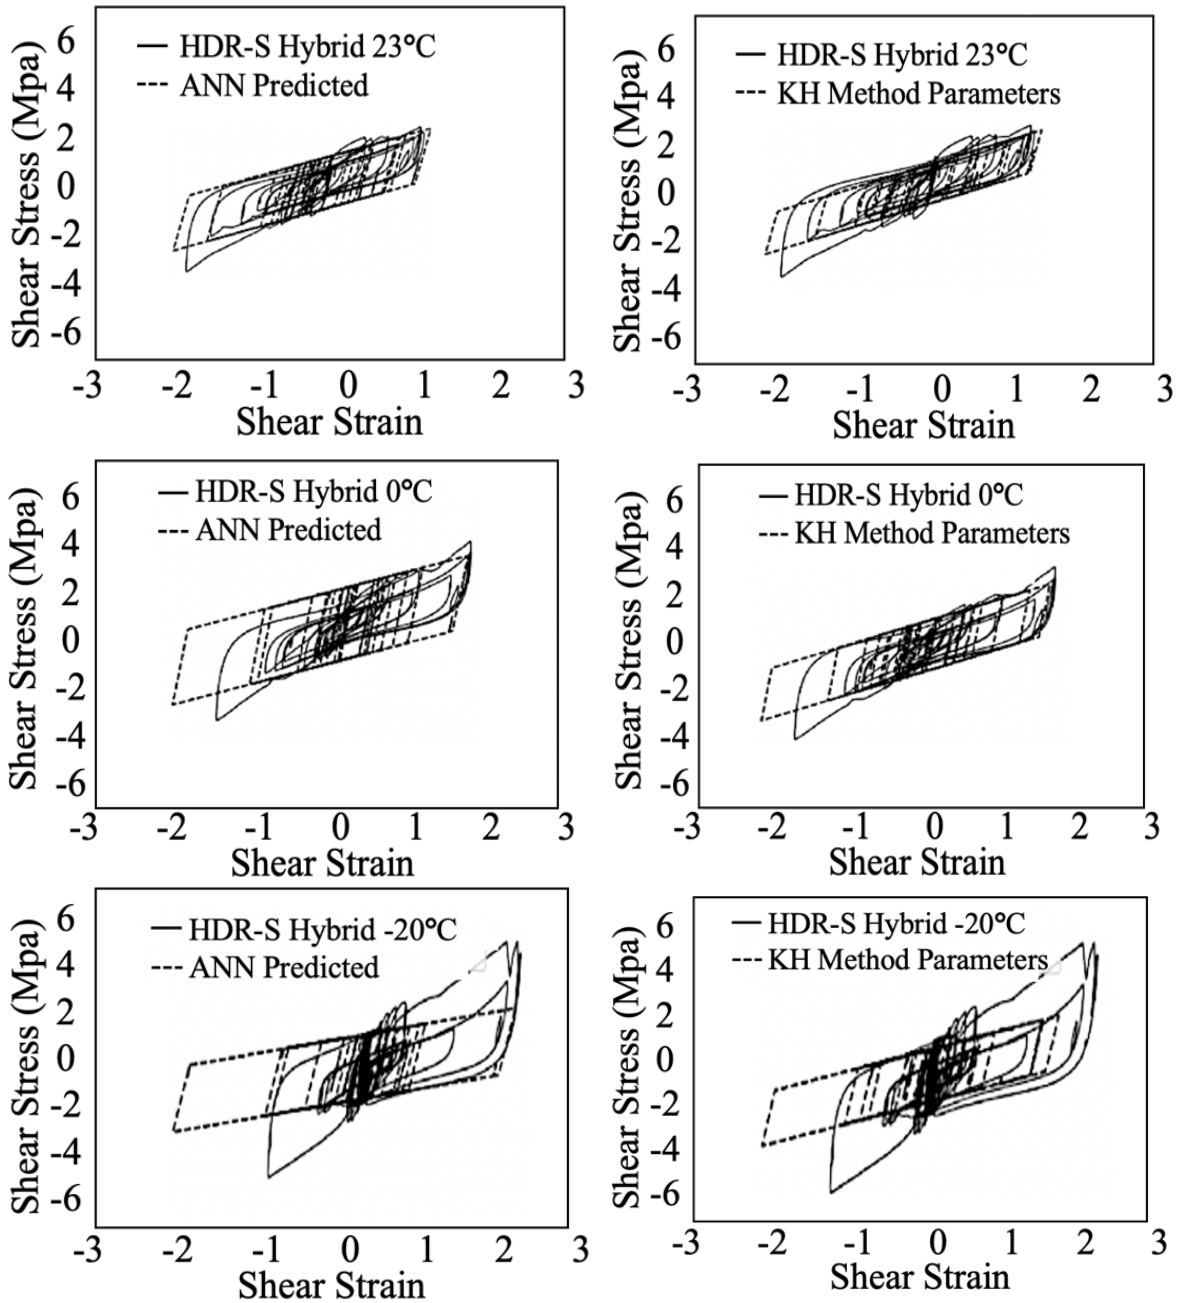 HDR-S Hybrid 23°C
ANN Predicted
Shear Stress (Mpa)
6
4
2
0
-2
-4
-6
-3 -2 -1 0 1 2 3
Shear Strain
HDR-S Hybrid 23°C
KH Method Parameters
Shear Stress (Mpa)
6
4
2
0
-2
-4
-6
-3 -2 -1 0 1 2 3
Shear Strain
HDR-S Hybrid 0°C
ANN Predicted
Shear Stress (Mpa)
6
4
2
0
-2
-4
-6
-3 -2 -1 0 1 2 3
Shear Strain
HDR-S Hybrid 0°C
KH Method Parameters
Shear Stress (Mpa)
6
4
2
0
-2
-4
-6
-3 -2 -1 0 1 2 3
Shear Strain
HDR-S Hybrid -20°C
ANN Predicted
Shear Stress (Mpa)
6
4
2
0
-2
-4
-6
-3 -2 -1 0 1 2 3
Shear Strain
HDR-S Hybrid -20°C
KH Method Parameters
Shear Stress (Mpa)
6
4
2
0
-2
-4
-6
-3 -2 -1 0 1 2 3
Shear Strain